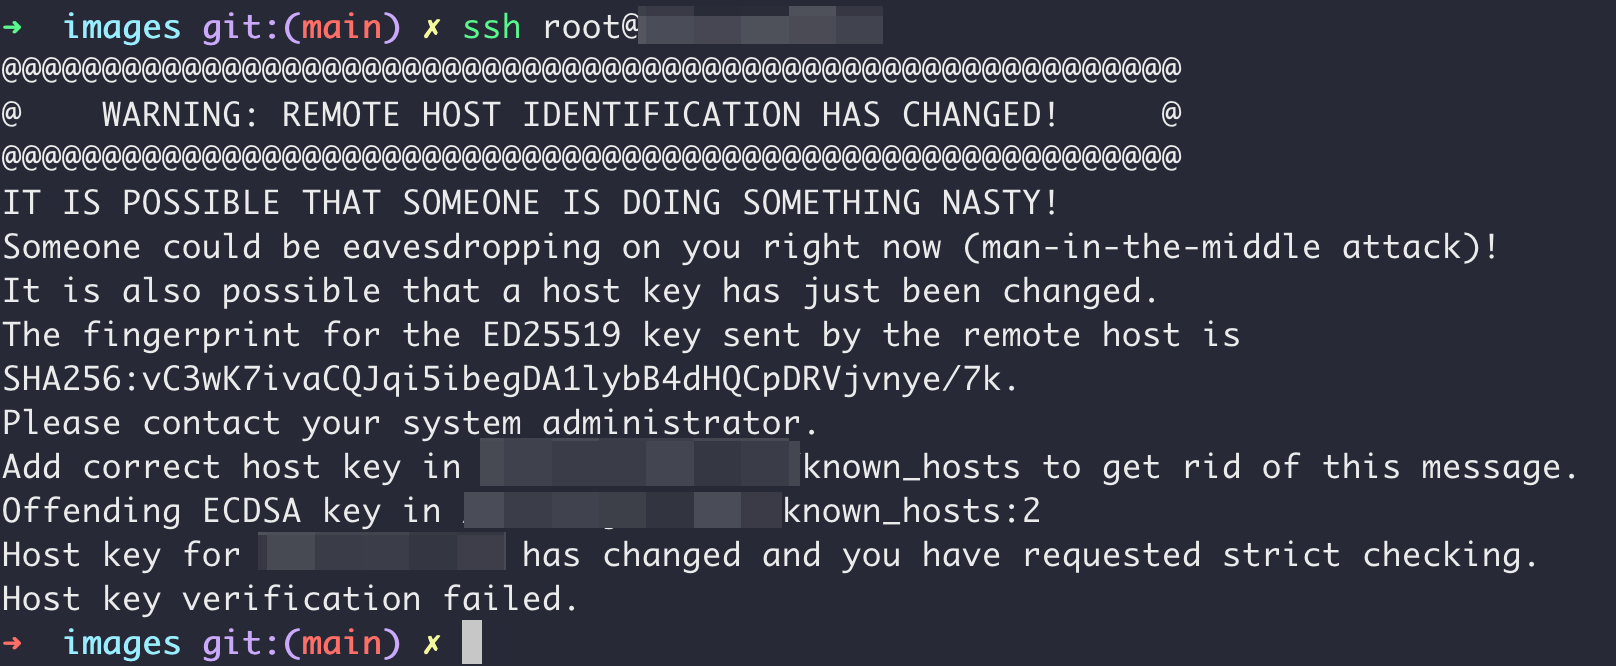 ➜ images git:(main) ✗ ssh root@
@@@@@@@@@@@@@@@@@@@@@@@@@@@@@@@@@@@@@@@@@@@@@@@@@@@@@@@@@@@
@    WARNING: REMOTE HOST IDENTIFICATION HAS CHANGED!     @
@@@@@@@@@@@@@@@@@@@@@@@@@@@@@@@@@@@@@@@@@@@@@@@@@@@@@@@@@@@
IT IS POSSIBLE THAT SOMEONE IS DOING SOMETHING NASTY!
Someone could be eavesdropping on you right now (man-in-the-middle attack)!
It is also possible that a host key has just been changed.
The fingerprint for the ED25519 key sent by the remote host is
SHA256:vC3wK7ivaCQJqi5ibegDA1lybB4dHQCpDRVjvnye/7k.
Please contact your system administrator.
Add correct host key in known_hosts to get rid of this message.
Offending ECDSA key in known_hosts:2
Host key for has changed and you have requested strict checking.
Host key verification failed.
➜ images git:(main) ✗